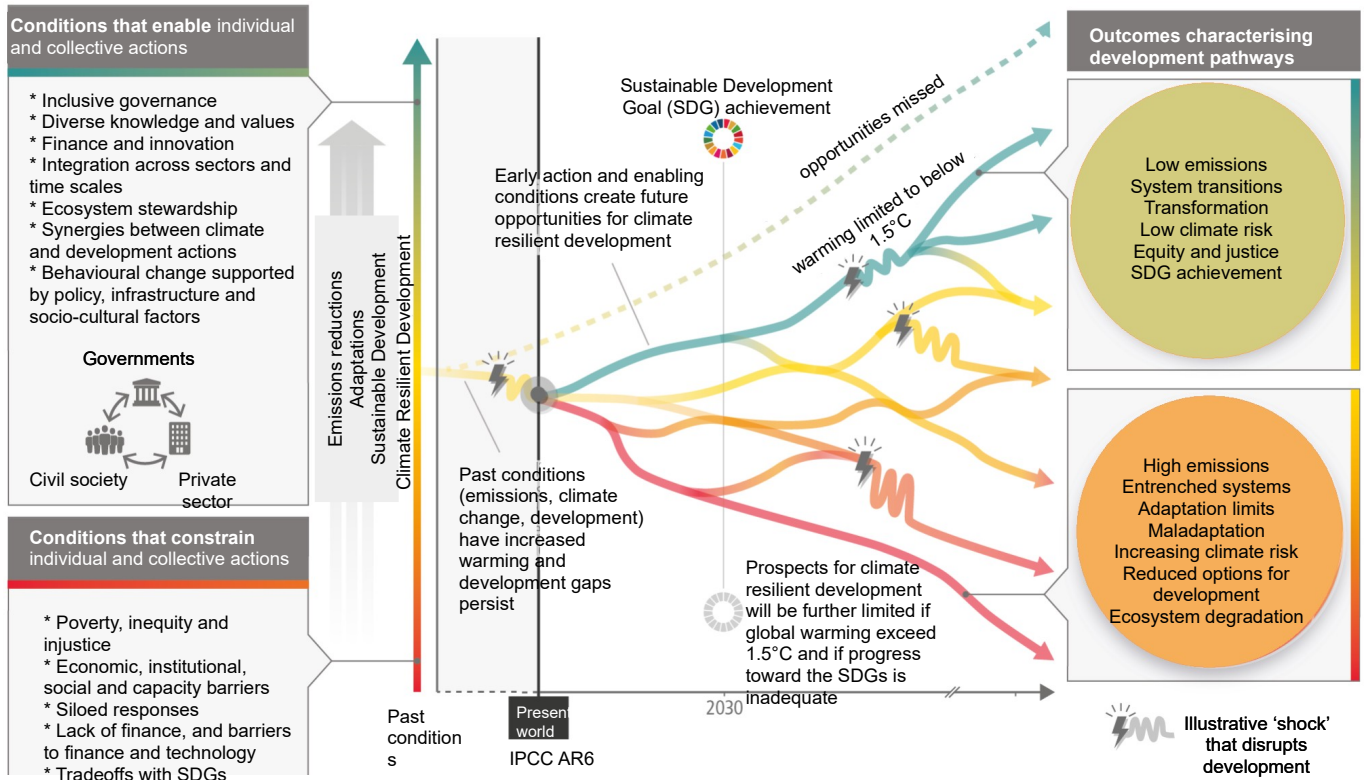 Conditions that enable individual
and collective actions
* Inclusive governance
* Diverse knowledge and values
* Finance and innovation
* Integration across sectors and
time scales
* Ecosystem stewardship
* Synergies between climate
and development actions
* Behavioural change supported
by policy, infrastructure and
socio-cultural factors
Governments
Civil society
Private
sector
Conditions that constrain
individual and collective actions
* Poverty, inequity and
injustice
* Economic, institutional,
social and capacity barriers
* Siloed responses
* Lack of finance, and barriers
to finance and technology
* Tradeoffs with SDGs
Emissions reductions
Adaptations
Sustainable Development
Climate Resilient Development
Past
condition
s
Present
world
IPCC AR6
2030
Sustainable Development
Goal (SDG) achievement
Early action and enabling
conditions create future
opportunities for climate
resilient development
opportunities missed
warming limited to below
1.5°C
Past conditions
(emissions, climate
change, development)
have increased
warming and
development gaps
persist
Prospects for climate
resilient development
will be further limited if
global warming exceed
1.5°C and if progress
toward the SDGs is
inadequate
Outcomes characterising
development pathways
Low emissions
System transitions
Transformation
Low climate risk
Equity and justice
SDG achievement
High emissions
Entrenched systems
Adaptation limits
Maladaptation
Increasing climate risk
Reduced options for
development
Ecosystem degradation
Illustrative ‘shock’
that disrupts
development